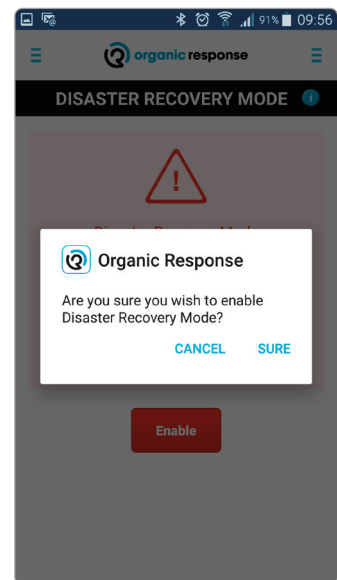 91% 09:56
organic response
DISASTER RECOVERY MODE i
Organic Response
Are you sure you wish to enable
Disaster Recovery Mode?
CANCEL SURE
Enable